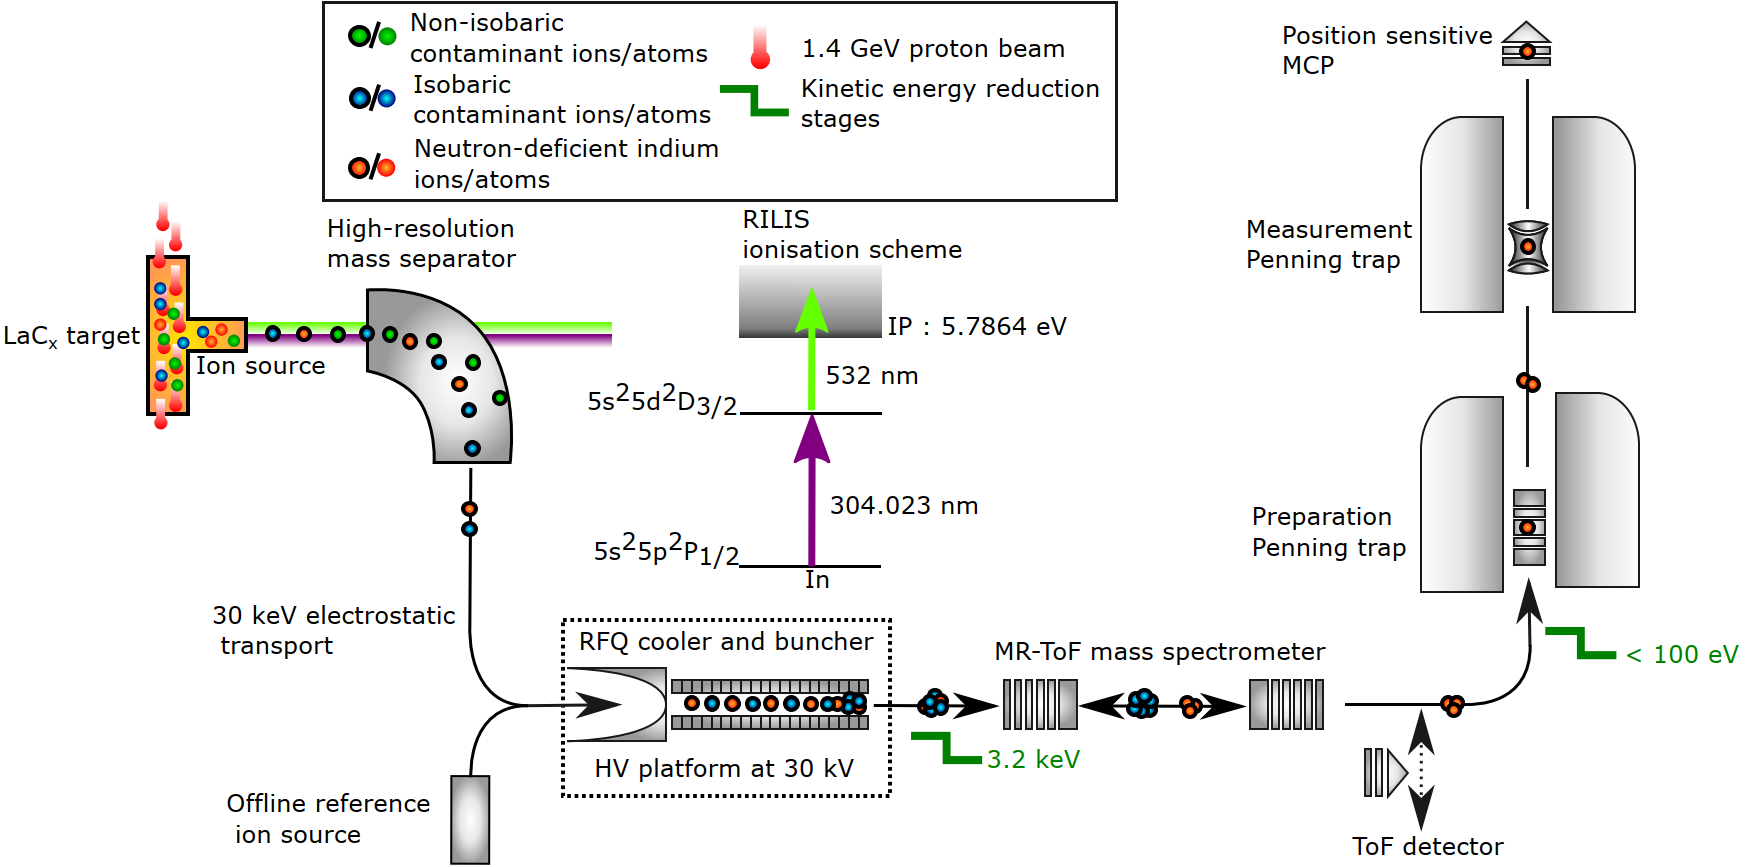 Non-isobaric
contaminant ions/atoms
Isobaric
contaminant ions/atoms
Neutron-deficient indium
ions/atoms
1.4 GeV proton beam
Kinetic energy reduction
stages
Position sensitive
MCP
High-resolution
mass separator
RILIS
ionisation scheme
Measurement
Penning trap
LaCₓ target
Ion source
IP : 5.7864 eV
532 nm
5s²5d²D₃/₂
304.023 nm
5s²5p²P₁/₂
In
Preparation
Penning trap
30 keV electrostatic
transport
RFQ cooler and buncher
MR-ToF mass spectrometer
< 100 eV
3.2 keV
HV platform at 30 kV
Offline reference
ion source
ToF detector